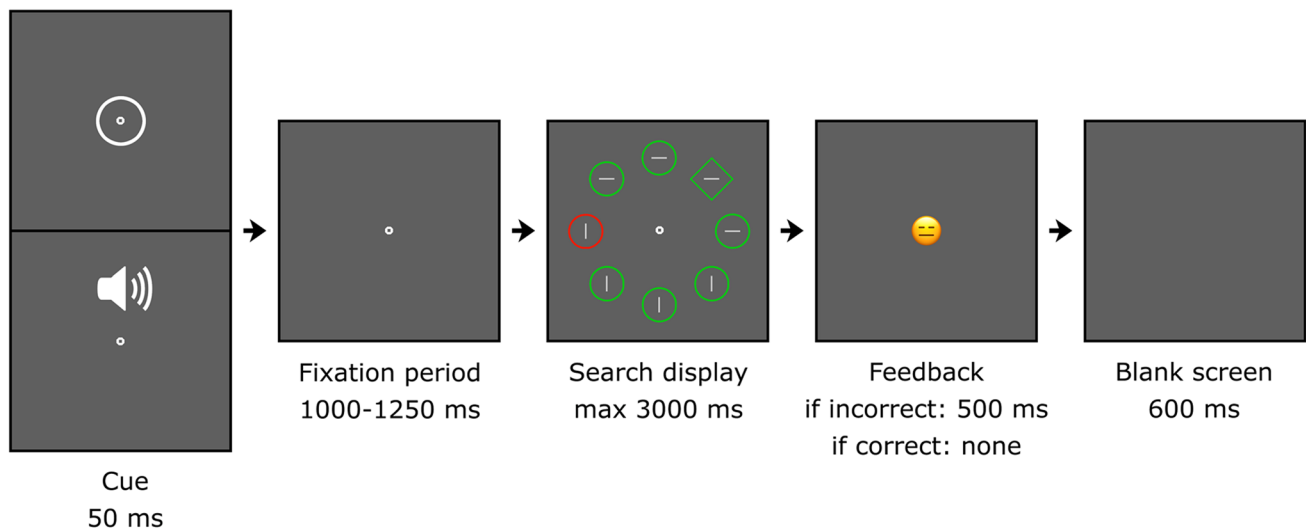 Cue
50 ms
Fixation period
1000-1250 ms
Search display
max 3000 ms
Feedback
if incorrect: 500 ms
if correct: none
Blank screen
600 ms